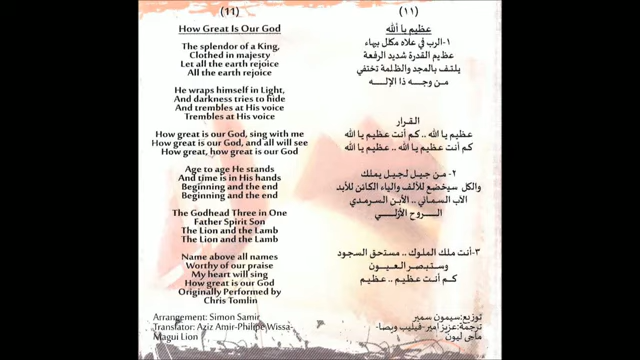 (11)
How Great Is Our God
The splendor of a King,
Clothed in majesty
Let all the earth rejoice
All the earth rejoice
He wraps himself in Light,
And darkness tries to hide
And trembles at His voice
Trembles at His voice
How great is our God, sing with me
How great is our God, and all will see
How great, how great is our God
Age to age He stands
And time is in His hands
Beginning and the end
Beginning and the end
The Godhead Three in One
Father Spirit Son
The Lion and the Lamb
The Lion and the Lamb
Name above all names
Worthy of our praise
My heart will sing
How great is our God
Originally Performed by
Chris Tomlin
Arrangement: Simon Samir
Translator: Aziz Amir-Philipe Wissa-
Magui Lion
(١١)
عظيم يا الله
١-الرب في علاه مكلل ببهاء
عظيم القدرة شديد الرفعة
يلتف بالمجد والظلمة تختفي
من وجه ذا الإله
القرار
عظيم يا الله .. كم أنت عظيم يا الله
كم أنت عظيم يا الله .. عظيم يا الله
٢- من جيل لجيل يملك
والكل سيخضع للألف والياء الكائن للأبد
الاب السماني .. الأبن السرمدي
الروح الأزلي
٣-أنت ملك الملوك .. مستحق السجود
وستبصر العيون
كم أنت عظيم .. عظيم
توزيع:سيمون سمير
ترجمة:عزيز أمير-فيليب ويصا-
ماجي ليون